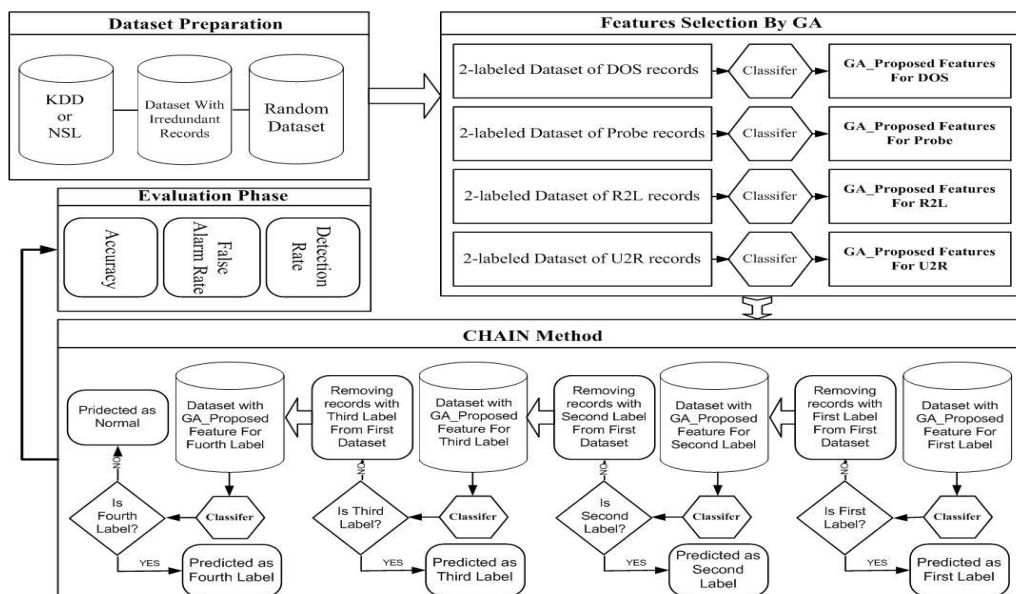 Dataset Preparation
KDD
or
NSL
Dataset With
Irredundant
Records
Random
Dataset
Features Selection By GA
2-labeled Dataset of DOS records
Classifer
GA_Proposed Features
For DOS
2-labeled Dataset of Probe records
Classifer
GA_Proposed Features
For Probe
2-labeled Dataset of R2L records
Classifer
GA_Proposed Features
For R2L
2-labeled Dataset of U2R records
Classifer
GA_Proposed Features
For U2R
Evaluation Phase
Accuracy
False
Alarm Rate
Detection
Rate
CHAIN Method
Pridected as
Normal
Dataset with
GA_Proposed
Feature For
Fuorth Label
Removing
records with
Third Label
From First
Dataset
Dataset with
GA_Proposed
Feature For
Third Label
Removing
records with
Second Label
From First
Dataset
Dataset with
GA_Proposed
Feature For
Second Label
Removing
records with
First Label
From First
Dataset
Dataset with
GA_Proposed
Feature For
First Label
NO
NO
NO
NO
Is
Fourth
Label?
Classifer
Is Third
Label?
Classifer
Is
Second
Label?
Classifer
Is First
Label?
Classifer
YES
Predicted as
Fourth Label
YES
Predicted as
Third Label
YES
Predicted as
Second
Label
YES
Predicted as
First Label